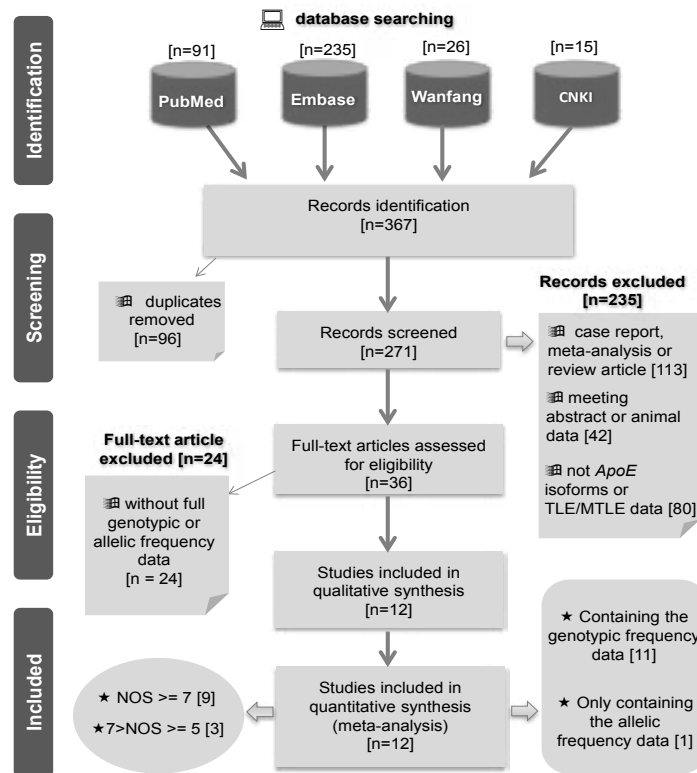 database searching
[n=91]
[n=235]
[n=26]
[n=15]
PubMed
Embase
Wanfang
CNKI
Identification
Records identification
[n=367]
Screening
duplicates
removed
[n=96]
Records screened
[n=271]
Records excluded
[n=235]
case report,
meta-analysis or
review article [113]
meeting
abstract or animal
data [42]
not ApoE
isoforms or
TLE/MTLE data [80]
Eligibility
Full-text article
excluded [n=24]
without full
genotypic or
allelic frequency
data
[n = 24]
Full-text articles assessed
for eligibility
[n=36]
Studies included in
qualitative synthesis
[n=12]
Included
★ NOS >= 7 [9]
★7>NOS >= 5 [3]
Studies included in
quantitative synthesis
(meta-analysis)
[n=12]
★ Containing the
genotypic frequency
data [11]
★ Only containing
the allelic
frequency data [1]